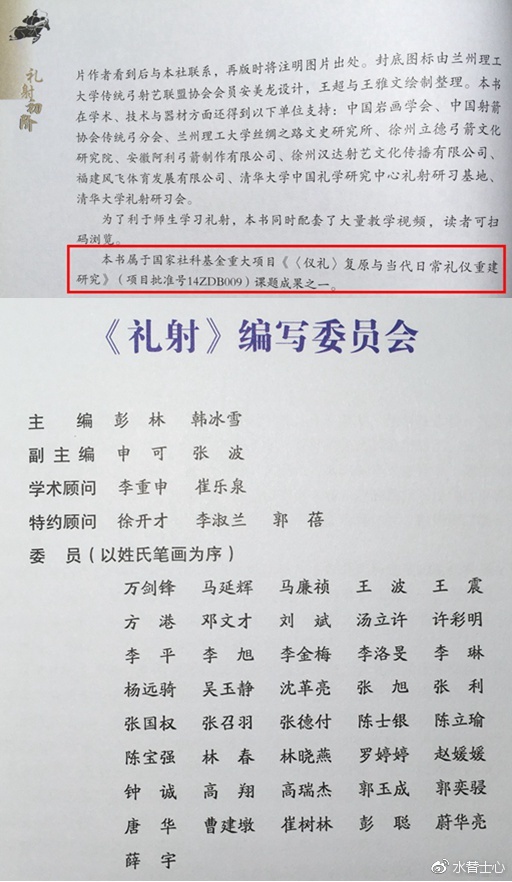 礼射初阶
片作者看到后与本社联系，再版时将注明图片出处。封底图标由兰州理工
大学传统弓射艺联盟协会会员安美龙设计，王超与王雅文绘制整理。本书
在学术、技术与器材方面还得到以下单位支持：中国岩画学会、中国射箭
协会传统弓分会、兰州理工大学丝绸之路文史研究所、徐州立德弓箭文化
研究院、安徽阿利弓箭制作有限公司、徐州汉达射艺文化传播有限公司、
福建风飞体育发展有限公司、清华大学中国礼学研究中心礼射研习基地、
清华大学礼射研习会。
为了利于师生学习礼射，本书同时配套了大量教学视频，读者可扫
码浏览。
本书属于国家社科基金重大项目《〈仪礼〉复原与当代日常礼仪重建
研究》（项目批准号14ZDB009）课题成果之一。
《礼射》编写委员会
主 编 彭 林 韩冰雪
副主编 申 可 张 波
学术顾问 李重申 崔乐泉
特约顾问 徐开才 李淑兰 郭 蓓
委 员（以姓氏笔画为序）
万剑锋 马延辉 马廉祯 王 波 王 震
方 港 邓文才 刘 斌 汤立许 许彩明
李 平 李 旭 李金梅 李洛旻 李 琳
杨远骑 吴玉静 沈革亮 张 旭 张 利
张国权 张召羽 张德付 陈士银 陈立瑜
陈宝强 林 春 林晓燕 罗婷婷 赵媛媛
钟 诚 高 翔 高瑞杰 郭玉成 郭奕骎
唐 华 曹建墩 崔树林 彭 聪 蔚华亮
薛 宇
水昔士心